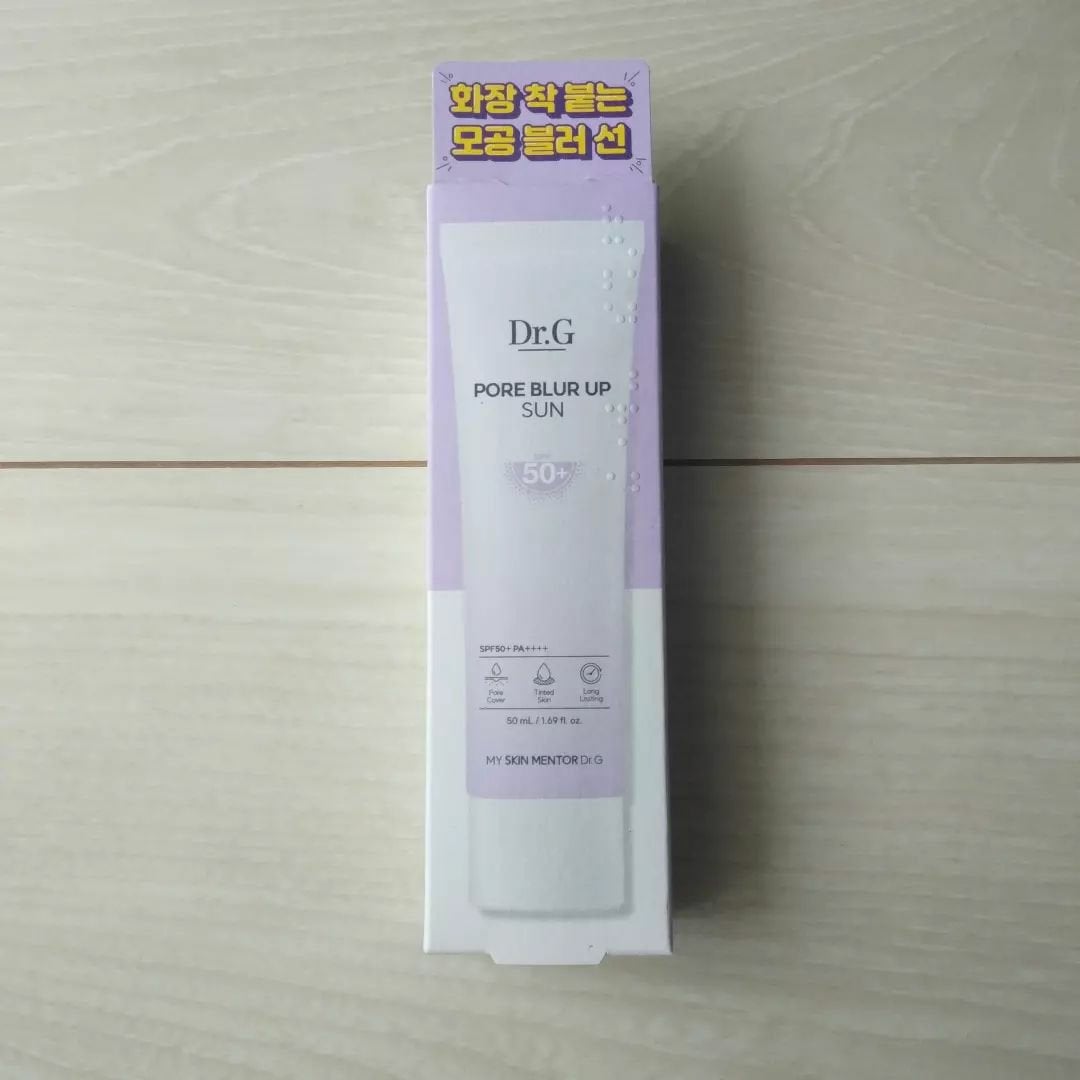 화장 착 붙는
모공 블러 선
Dr.G
PORE BLUR UP
SUN
SPF
50+
SPF50+ PA++++
Pore Cover
Tinted Skin
Long Lasting
50 mL / 1.69 fl. oz.
MY SKIN MENTOR Dr.G